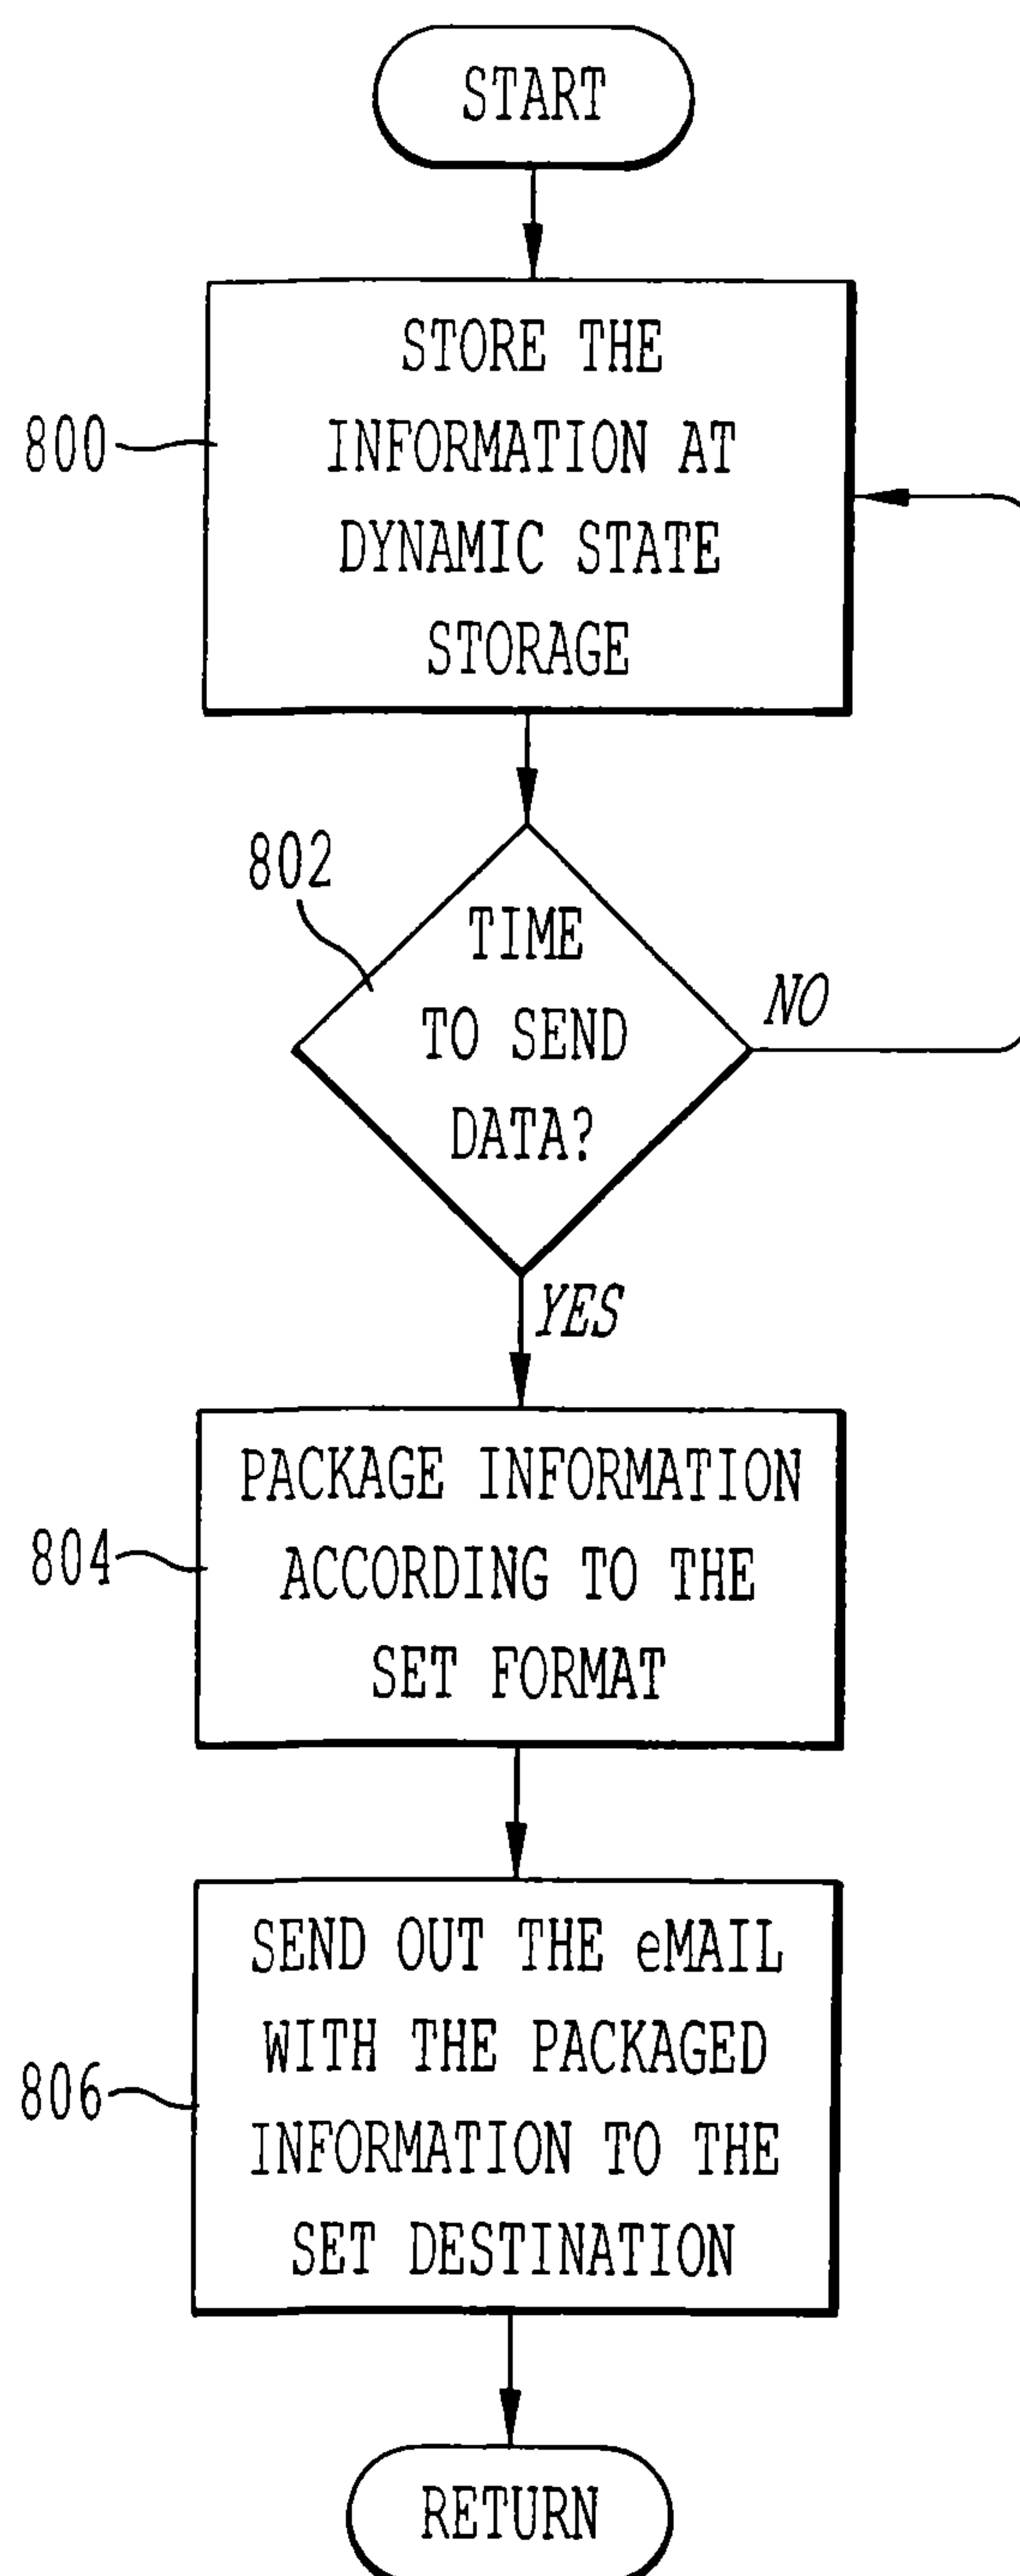 START
STORE THE
INFORMATION AT
DYNAMIC STATE
STORAGE
800
802
TIME
TO SEND
DATA?
NO
YES
PACKAGE INFORMATION
ACCORDING TO THE
SET FORMAT
804
SEND OUT THE eMAIL
WITH THE PACKAGED
INFORMATION TO THE
SET DESTINATION
806
RETURN